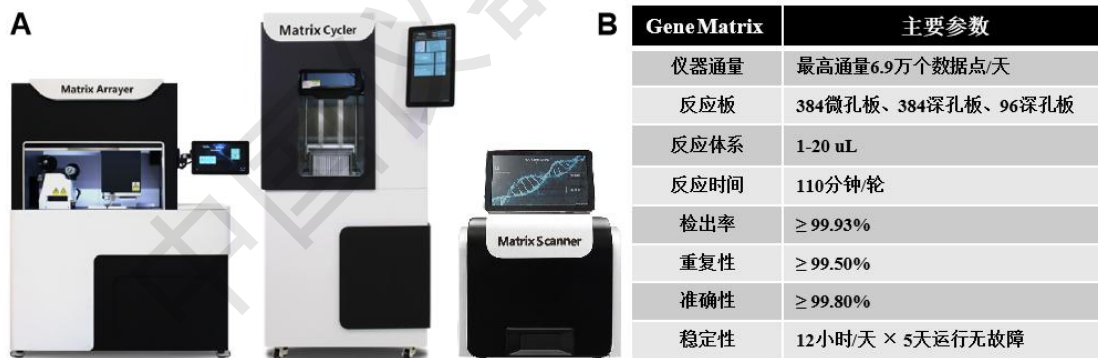 A
Matrix Arrayer
Matrix Cycler
Matrix Scanner
B
GeneMatrix 主要参数
仪器通量 最高通量6.9万个数据点/天
反应板 384微孔板、384深孔板、96深孔板
反应体系 1-20 uL
反应时间 110分钟/轮
检出率 ≥ 99.93%
重复性 ≥ 99.50%
准确性 ≥ 99.80%
稳定性 12小时/天 × 5天运行无故障